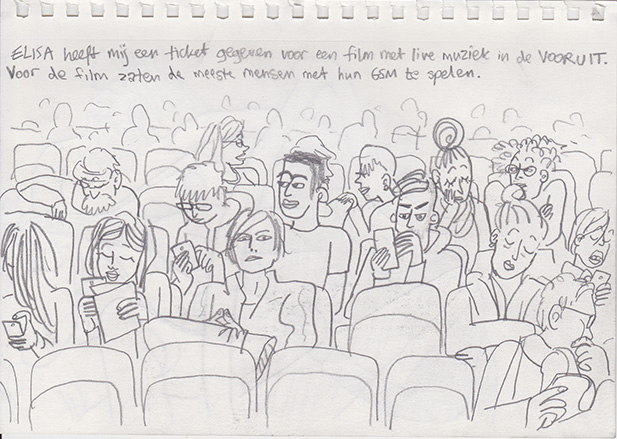 ELISA heeft mij een ticket gegeven voor een film met live muziek in de VOORUIT.
Voor de film zaten de meeste mensen met hun GSM te spelen.